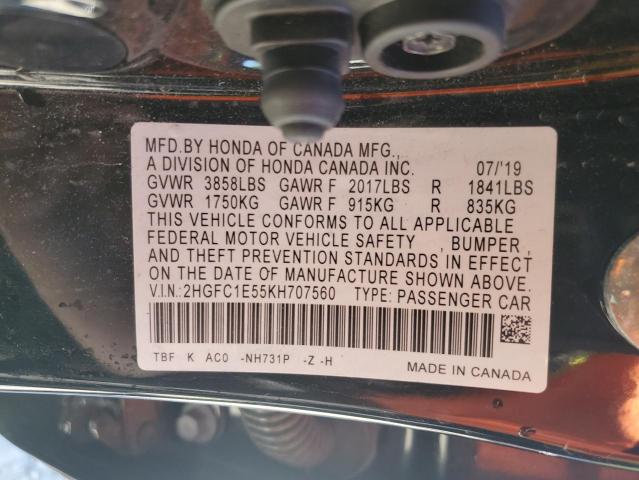 MFD.BY HONDA OF CANADA MFG.,
A DIVISION OF HONDA CANADA INC. 07/'19
GVWR 3858LBS GAWR F 2017LBS R 1841LBS
GVWR 1750KG GAWR F 915KG R 835KG
THIS VEHICLE CONFORMS TO ALL APPLICABLE
FEDERAL MOTOR VEHICLE SAFETY , BUMPER ,
AND THEFT PREVENTION STANDARDS IN EFFECT
ON THE DATE OF MANUFACTURE SHOWN ABOVE.
V.I.N.:2HGFC1E55KH707560 TYPE: PASSENGER CAR
TBF K AC0 -NH731P -Z -H
MADE IN CANADA